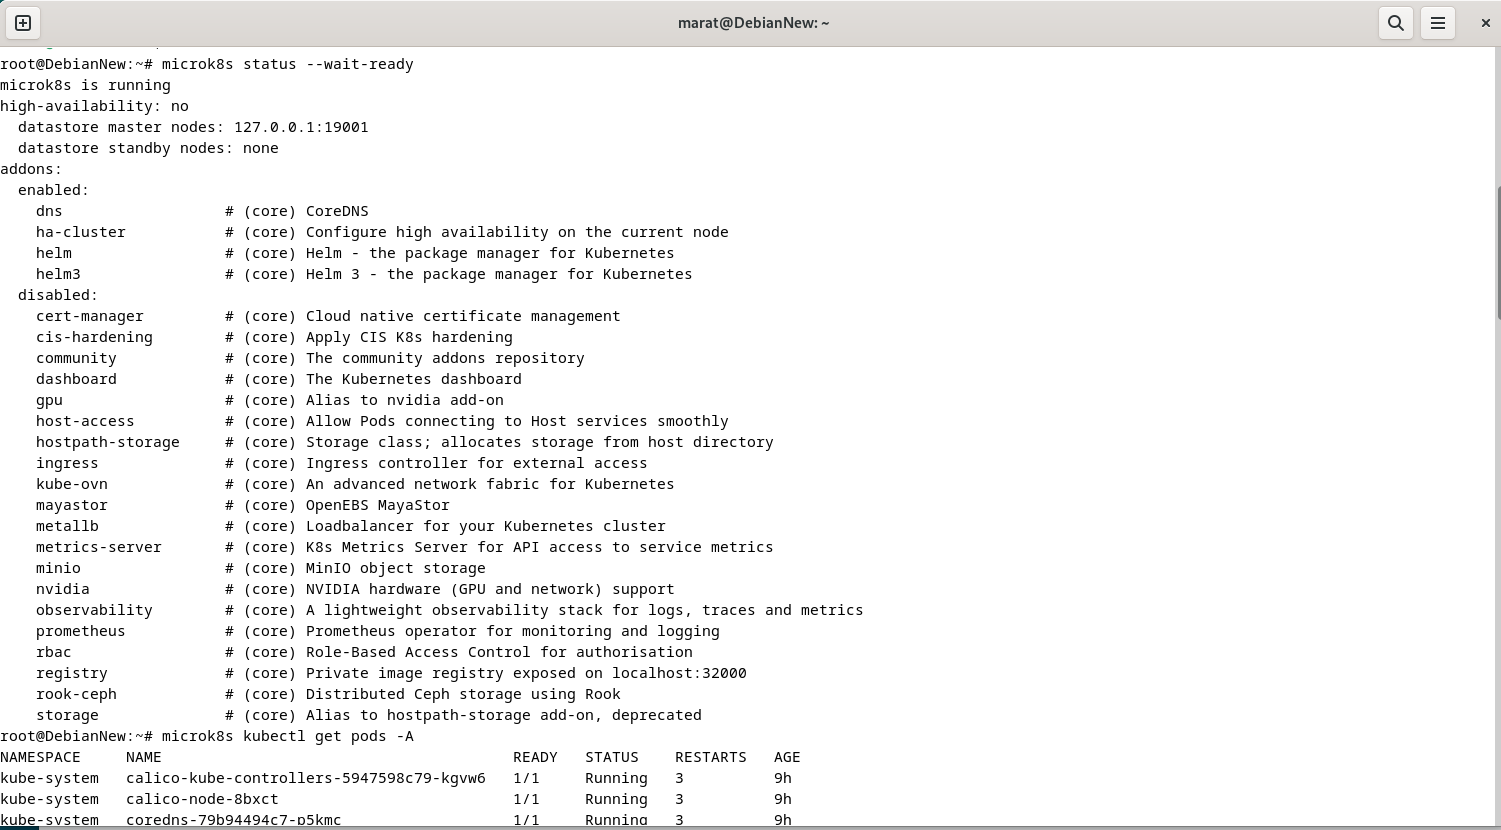 marat@DebianNew: ~
root@DebianNew:~# microk8s status --wait-ready
microk8s is running
high-availability: no
  datastore master nodes: 127.0.0.1:19001
  datastore standby nodes: none
addons:
  enabled:
    dns                  # (core) CoreDNS
    ha-cluster           # (core) Configure high availability on the current node
    helm                 # (core) Helm - the package manager for Kubernetes
    helm3                # (core) Helm 3 - the package manager for Kubernetes
  disabled:
    cert-manager         # (core) Cloud native certificate management
    cis-hardening        # (core) Apply CIS K8s hardening
    community            # (core) The community addons repository
    dashboard            # (core) The Kubernetes dashboard
    gpu                  # (core) Alias to nvidia add-on
    host-access          # (core) Allow Pods connecting to Host services smoothly
    hostpath-storage     # (core) Storage class; allocates storage from host directory
    ingress              # (core) Ingress controller for external access
    kube-ovn             # (core) An advanced network fabric for Kubernetes
    mayastor             # (core) OpenEBS MayaStor
    metallb              # (core) Loadbalancer for your Kubernetes cluster
    metrics-server       # (core) K8s Metrics Server for API access to service metrics
    minio                # (core) MinIO object storage
    nvidia               # (core) NVIDIA hardware (GPU and network) support
    observability        # (core) A lightweight observability stack for logs, traces and metrics
    prometheus           # (core) Prometheus operator for monitoring and logging
    rbac                 # (core) Role-Based Access Control for authorisation
    registry             # (core) Private image registry exposed on localhost:32000
    rook-ceph            # (core) Distributed Ceph storage using Rook
    storage              # (core) Alias to hostpath-storage add-on, deprecated
root@DebianNew:~# microk8s kubectl get pods -A
NAMESPACE     NAME                                       READY   STATUS    RESTARTS   AGE
kube-system   calico-kube-controllers-5947598c79-kgvw6   1/1     Running   3          9h
kube-system   calico-node-8bxct                          1/1     Running   3          9h
kube-system   coredns-79b94494c7-p5kmc                   1/1     Running   3          9h